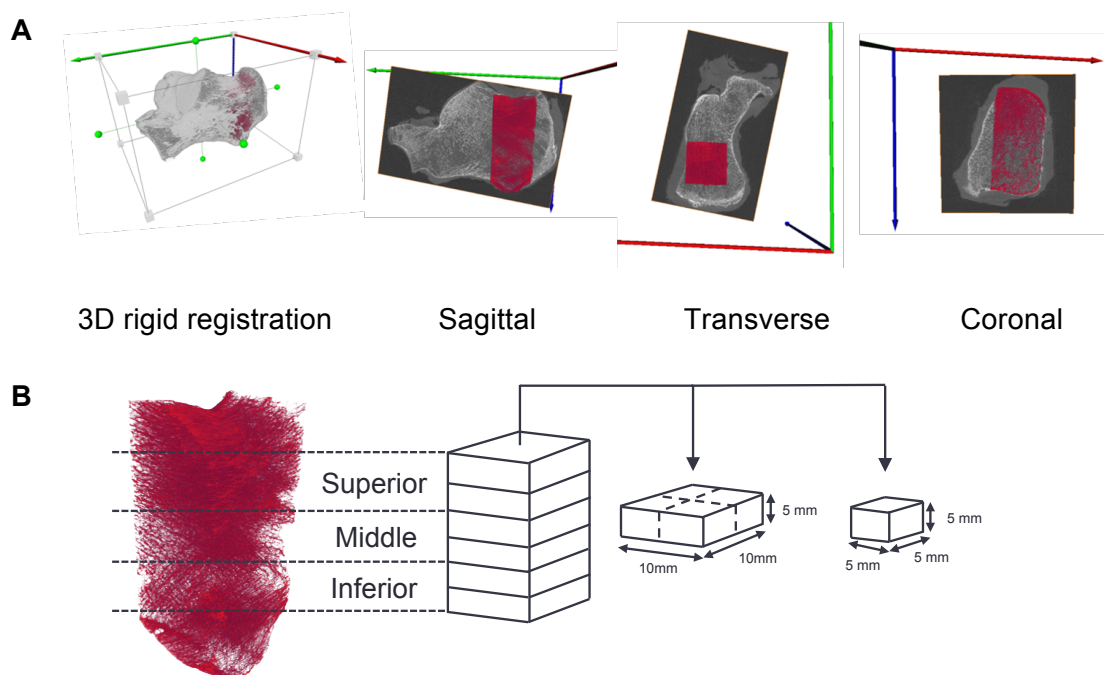 A
3D rigid registration
Sagittal
Transverse
Coronal
B
Superior
Middle
Inferior
5 mm
10mm
10mm
5 mm
5 mm
5 mm